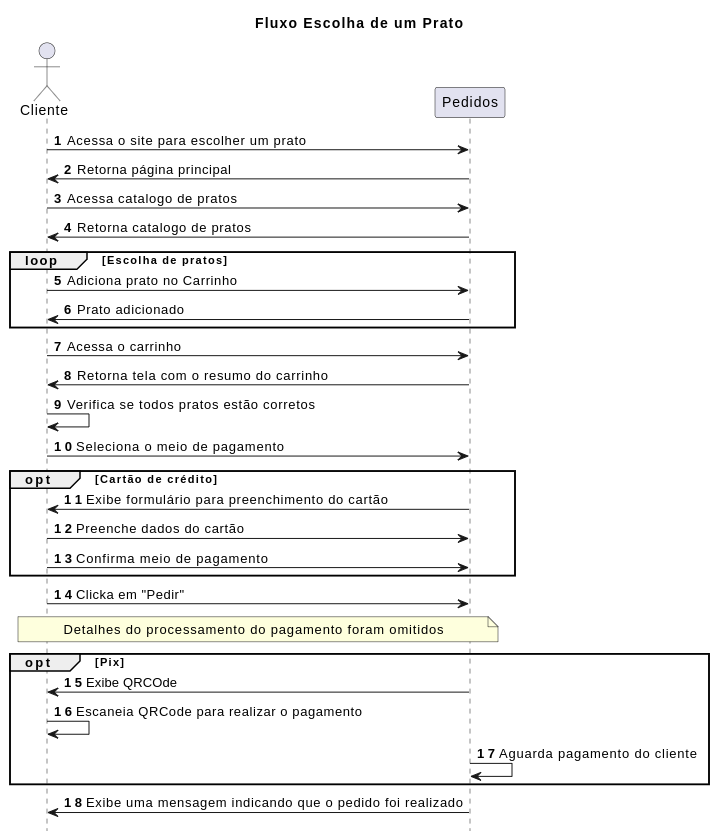 Fluxo Escolha de um Prato
Cliente
Pedidos
1 Acessa o site para escolher um prato
2 Retorna página principal
3 Acessa catalogo de pratos
4 Retorna catalogo de pratos
loop [Escolha de pratos]
5 Adiciona prato no Carrinho
6 Prato adicionado
7 Acessa o carrinho
8 Retorna tela com o resumo do carrinho
9 Verifica se todos pratos estão corretos
10 Seleciona o meio de pagamento
opt [Cartão de crédito]
11 Exibe formulário para preenchimento do cartão
12 Preenche dados do cartão
13 Confirma meio de pagamento
14 Clicka em "Pedir"
Detalhes do processamento do pagamento foram omitidos
opt [Pix]
15 Exibe QRCOde
16 Escaneia QRCode para realizar o pagamento
17 Aguarda pagamento do cliente
18 Exibe uma mensagem indicando que o pedido foi realizado